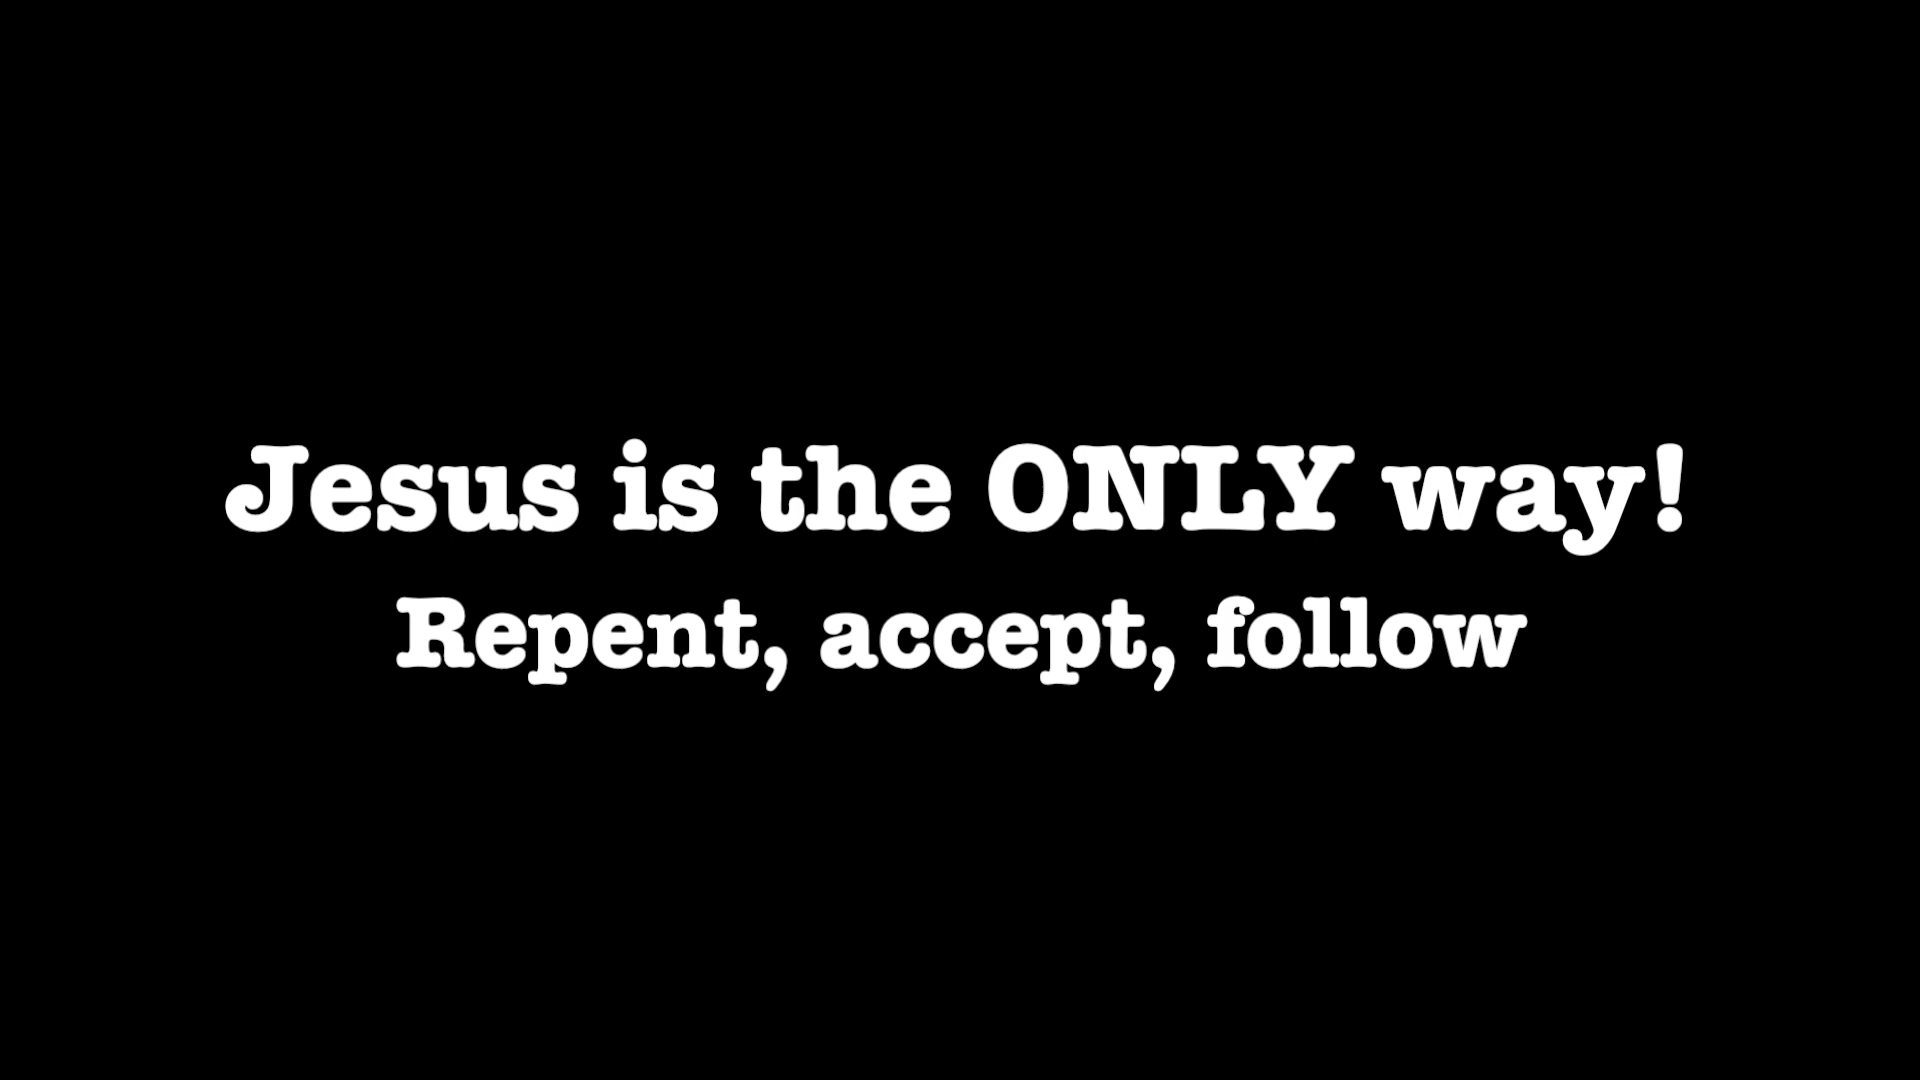 Jesus is the ONLY way!
Repent, accept, follow